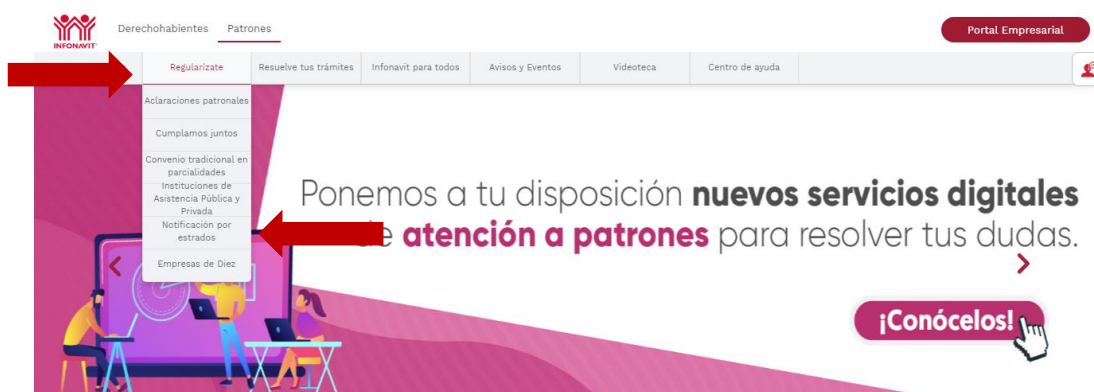 INFONAVIT
Derechohabientes Patrones
Portal Empresarial
Regularízate Resuelve tus trámites Infonavit para todos Avisos y Eventos Videoteca Centro de ayuda
Aclaraciones patronales
Cumplamos juntos
Convenio tradicional en
parcialidades
Instituciones de
Asistencia Pública y
Privada
Notificación por
estrados
Empresas de Diez
Ponemos a tu disposición nuevos servicios digitales
atención a patrones para resolver tus dudas.
¡Conócelos!